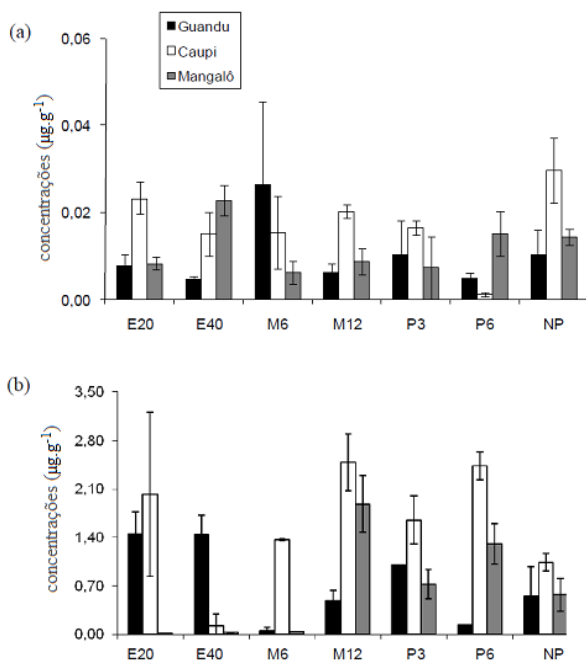 (a)
Guandu
Caupi
Mangalô
concentrações (µg.g⁻¹)
0,06
0,04
0,02
0,00
E20 E40 M6 M12 P3 P6 NP
(b)
concentrações (µg.g⁻¹)
3,50
2,80
2,10
1,40
0,70
0,00
E20 E40 M6 M12 P3 P6 NP